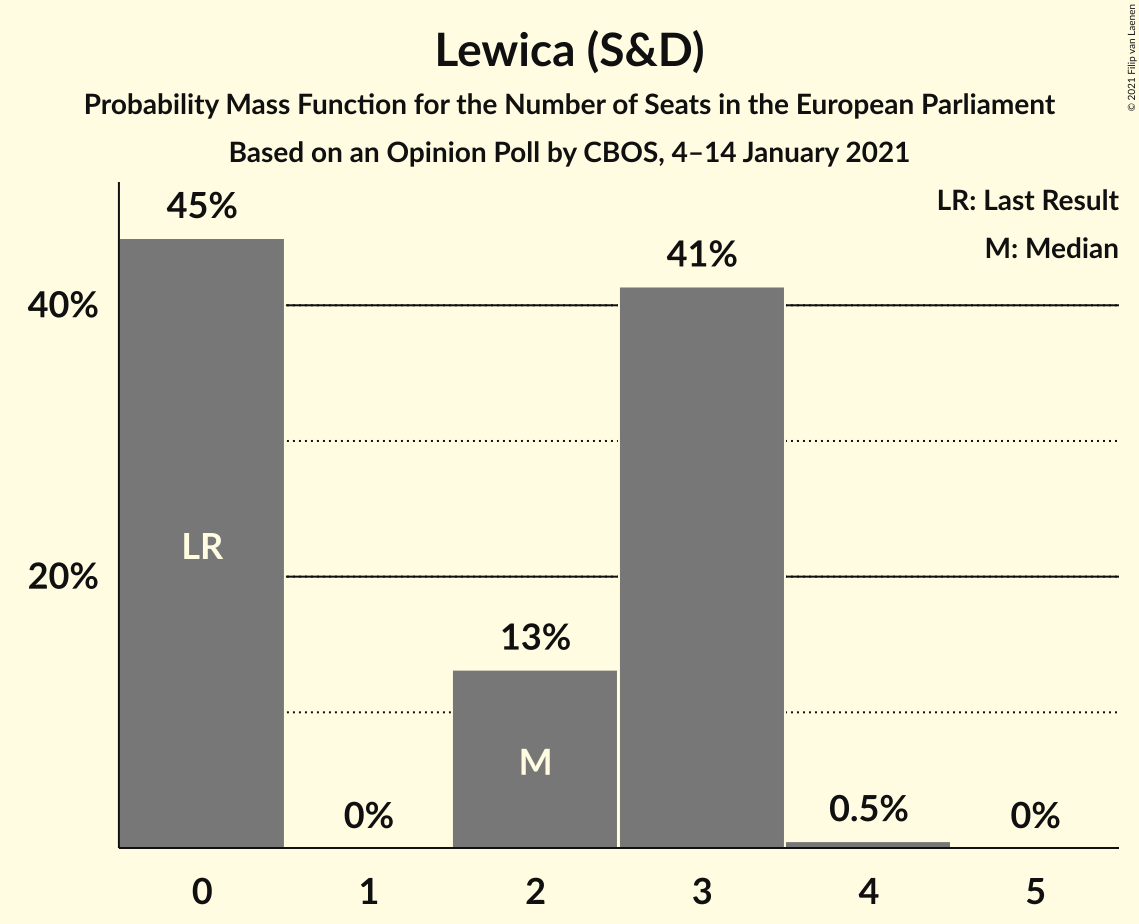 Lewica (S&D)
Probability Mass Function for the Number of Seats in the European Parliament
Based on an Opinion Poll by CBOS, 4–14 January 2021
© 2021 Filip van Laenen
LR: Last Result
M: Median
45%
41%
40%
LR
20%
13%
M
0%
0.5%
0%
0 1 2 3 4 5